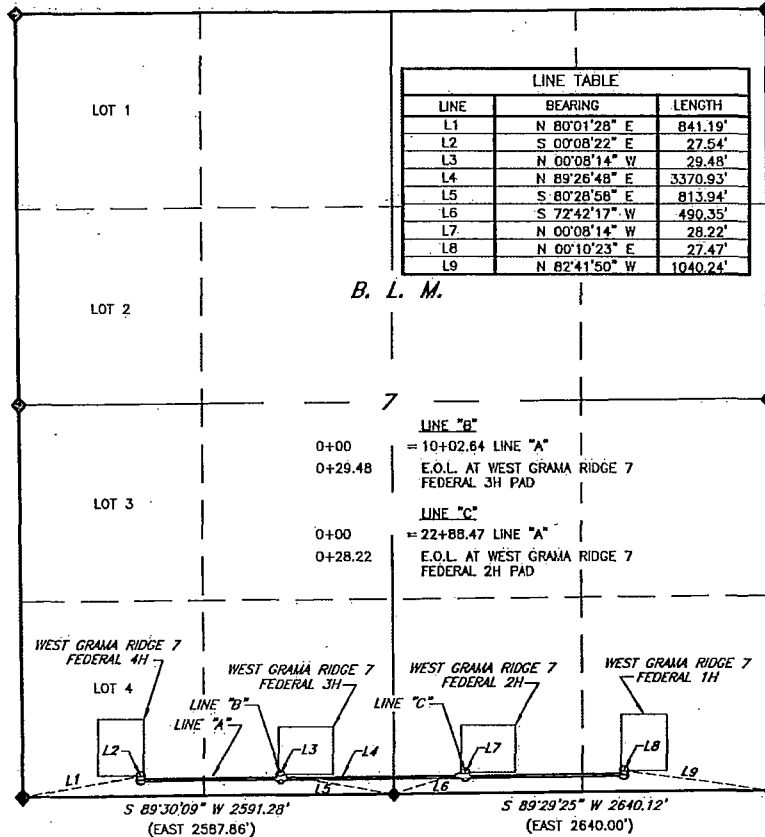 LOT 1
LINE TABLE
LINE BEARING LENGTH
L1 N 80°01'28" E 841.19'
L2 S 00°08'22" E 27.54'
L3 N 00°08'14" W 29.48'
L4 N 89°26'48" E 3370.93'
L5 S 80°28'58" E 813.94'
L6 S 72°42'17" W 490.35'
L7 N 00°08'14" W 28.22'
L8 N 00°10'23" E 27.47'
L9 N 82°41'50" W 1040.24'
B. L. M.
LOT 2
7
LINE "B"
0+00 = 10+02.64 LINE "A"
0+29.48 E.O.L. AT WEST GRAMA RIDGE 7
FEDERAL 3H PAD
LOT 3
LINE "C"
0+00 = 22+88.47 LINE "A"
0+28.22 E.O.L. AT WEST GRAMA RIDGE 7
FEDERAL 2H PAD
WEST GRAMA RIDGE 7
FEDERAL 4H
WEST GRAMA RIDGE 7
FEDERAL 3H
WEST GRAMA RIDGE 7
FEDERAL 2H
WEST GRAMA RIDGE 7
FEDERAL 1H
LOT 4
LINE "B"
LINE "A"
LINE "C"
L1
L2
L3
L4
L5
L6
L7
L8
L9
S 89°30'09" W 2591.28'
(EAST 2587.86')
S 89°29'25" W 2640.12'
(EAST 2640.00')